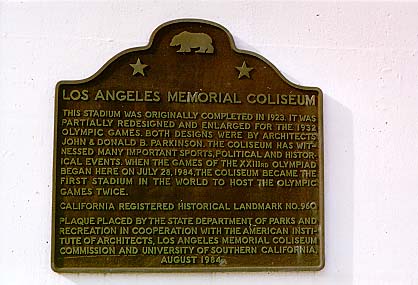 LOS ANGELES MEMORIAL COLISEUM
THIS STADIUM WAS ORIGINALLY COMPLETED IN 1923. IT WAS
PARTIALLY REDESIGNED AND ENLARGED FOR THE 1932
OLYMPIC GAMES. BOTH DESIGNS WERE BY ARCHITECTS
JOHN & DONALD B. PARKINSON. THE COLISEUM HAS WIT-
NESSED MANY IMPORTANT SPORTS, POLITICAL AND HISTOR-
ICAL EVENTS. WHEN THE GAMES OF THE XXIIIRD OLYMPIAD
BEGAN HERE ON JULY 28, 1984, THE COLISEUM BECAME THE
FIRST STADIUM IN THE WORLD TO HOST THE OLYMPIC
GAMES TWICE.
CALIFORNIA REGISTERED HISTORICAL LANDMARK NO. 960
PLAQUE PLACED BY THE STATE DEPARTMENT OF PARKS AND
RECREATION IN COOPERATION WITH THE AMERICAN INSTI-
TUTE OF ARCHITECTS, LOS ANGELES MEMORIAL COLISEUM
COMMISSION AND UNIVERSITY OF SOUTHERN CALIFORNIA,
AUGUST 1984